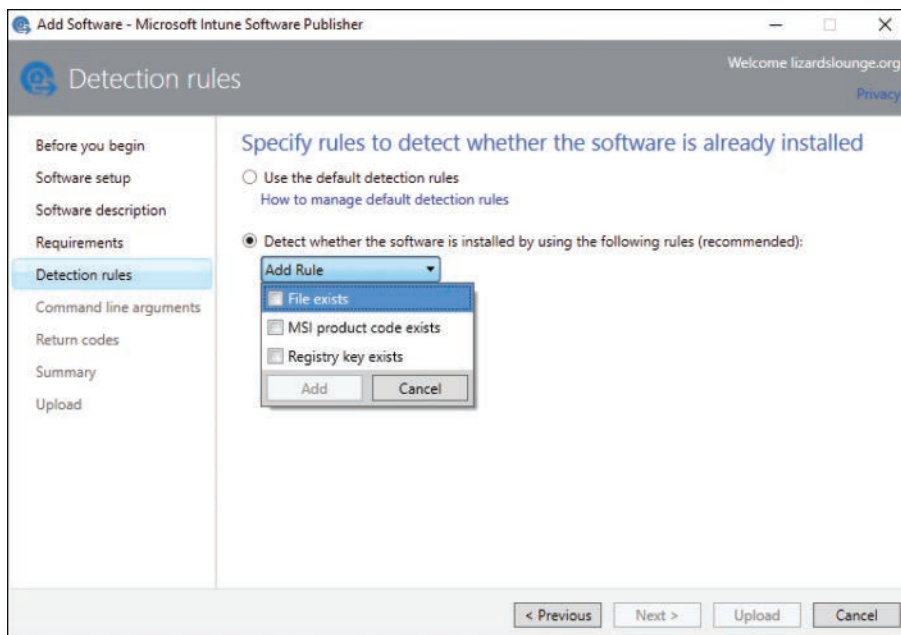 Add Software - Microsoft Intune Software Publisher
Detection rules
Welcome lizardslounge.org
Privacy
Before you begin
Software setup
Software description
Requirements
Detection rules
Command line arguments
Return codes
Summary
Upload
Specify rules to detect whether the software is already installed
Use the default detection rules
How to manage default detection rules
Detect whether the software is installed by using the following rules (recommended):
Add Rule
File exists
MSI product code exists
Registry key exists
Add Cancel
< Previous Next > Upload Cancel